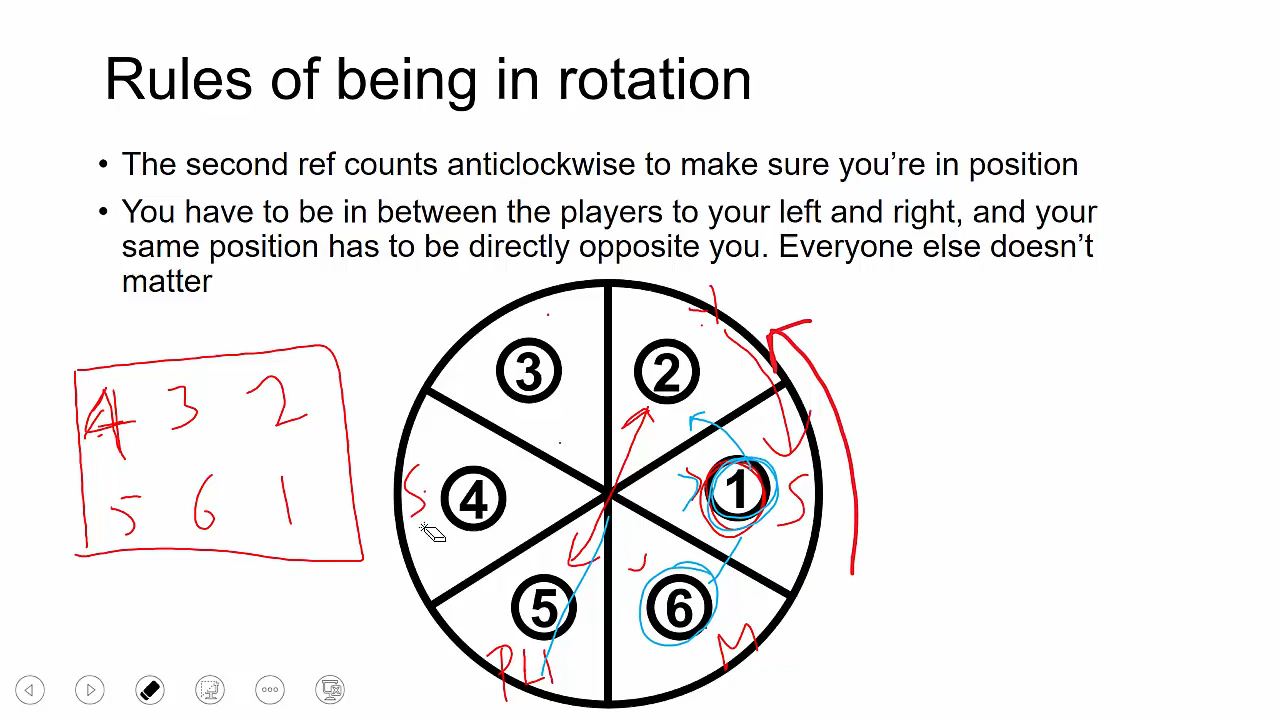 Rules of being in rotation
• The second ref counts anticlockwise to make sure you’re in position
• You have to be in between the players to your left and right, and your
same position has to be directly opposite you. Everyone else doesn’t
matter
4 3 2
5 6 1
3 2
S 4 1 S
5 6
PLI M